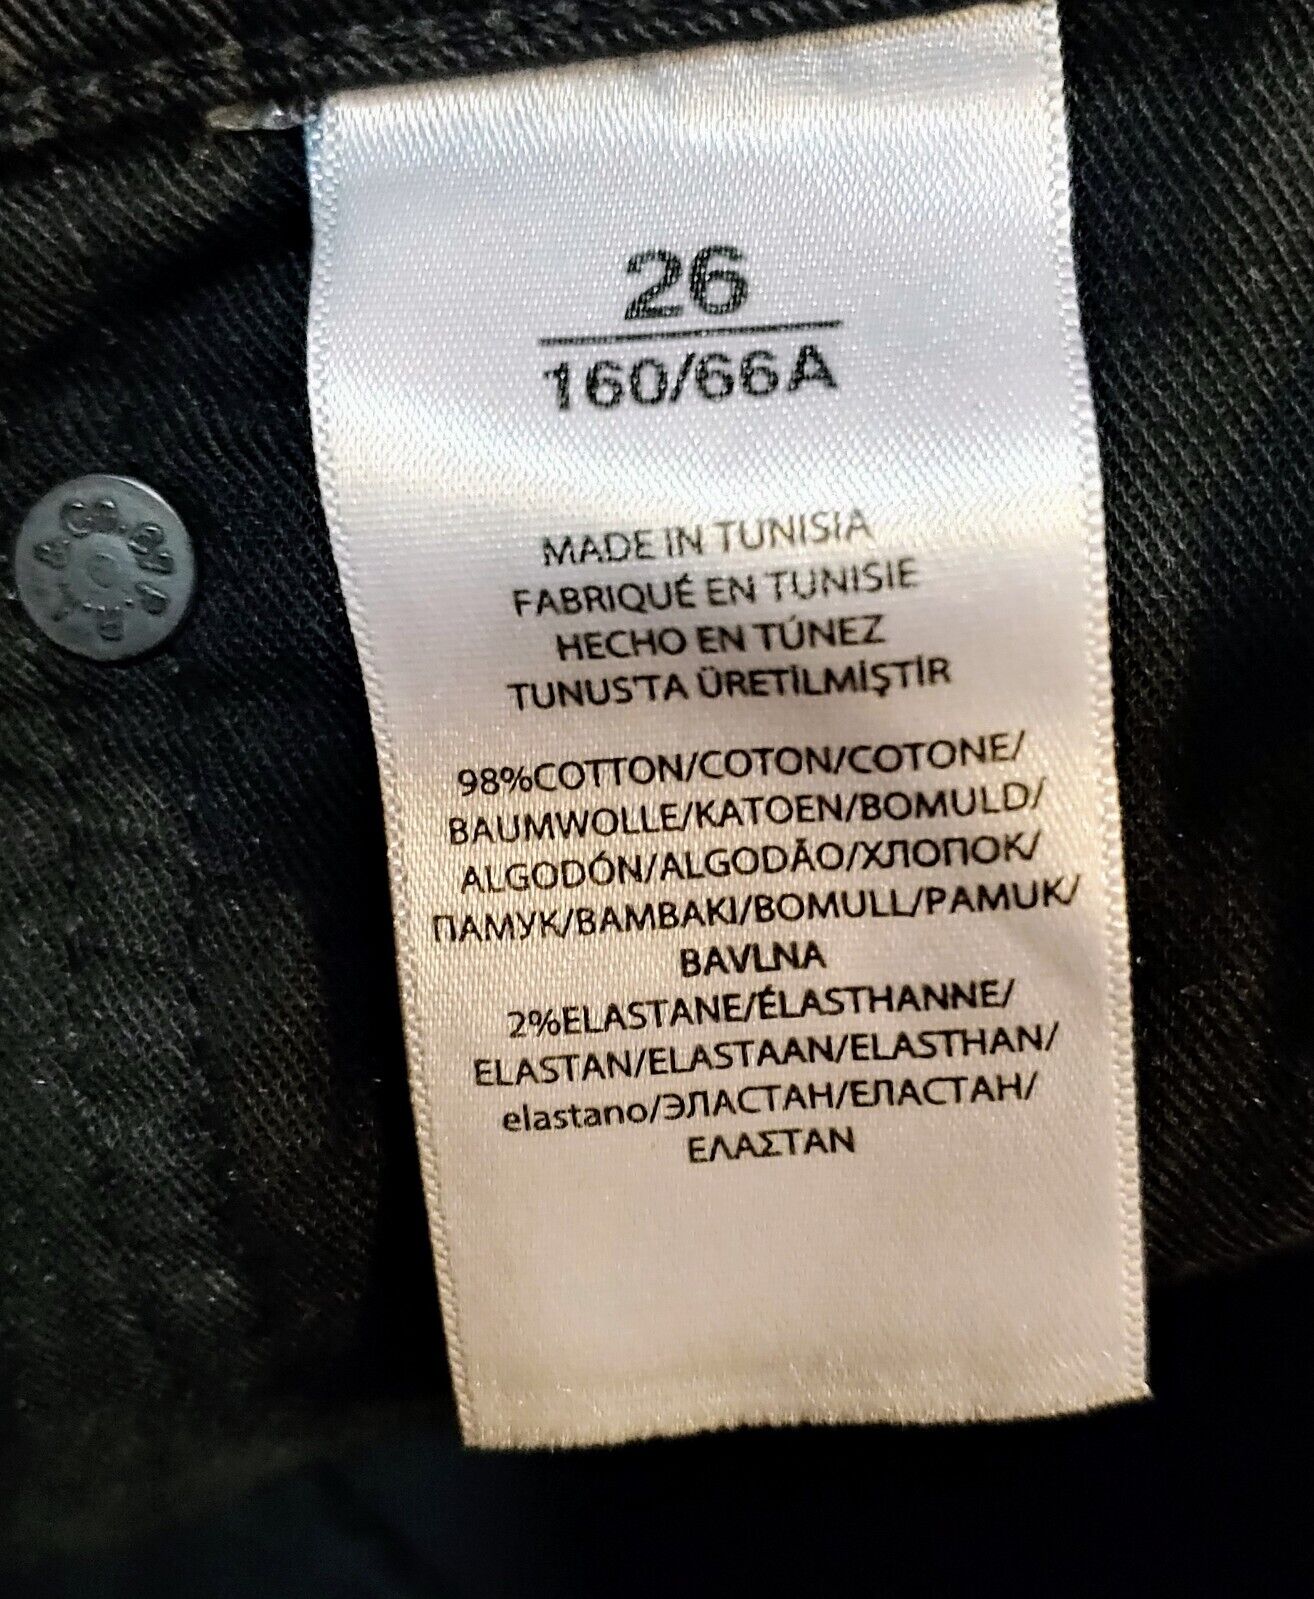 26
160/66A
MADE IN TUNISIA
FABRIQUÉ EN TUNISIE
HECHO EN TÚNEZ
TUNUS'TA ÜRETİLMİŞTİR
98%COTTON/COTON/COTONE/
BAUMWOLLE/KATOEN/BOMULD/
ALGODÓN/ALGODÃO/ХЛОПОК/
ПАМУК/ΒΑΜΒΑΚΙ/BOMULL/PAMUK/
BAVLNA
2%ELASTANE/ÉLASTHANNE/
ELASTAN/ELASTAAN/ELASTHAN/
elastano/ЭЛАСТАН/ЕЛАСТАН/
ΕΛΑΣΤΑΝ